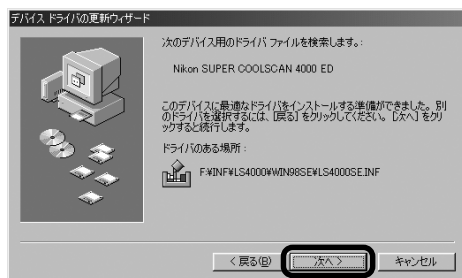 デバイス ドライバの更新ウィザード
次のデバイス用のドライバ ファイルを検索します。:
Nikon SUPER COOLSCAN 4000 ED
このデバイスに最適なドライバをインストールする準備ができました。別
のドライバを選択するには、[戻る] をクリックしてください。[次へ] をクリ
ックすると続行します。
ドライバのある場所 :
F:¥INF¥LS4000¥WIN98SE¥LS4000SE.INF
< 戻る(B)
次へ >
キャンセル